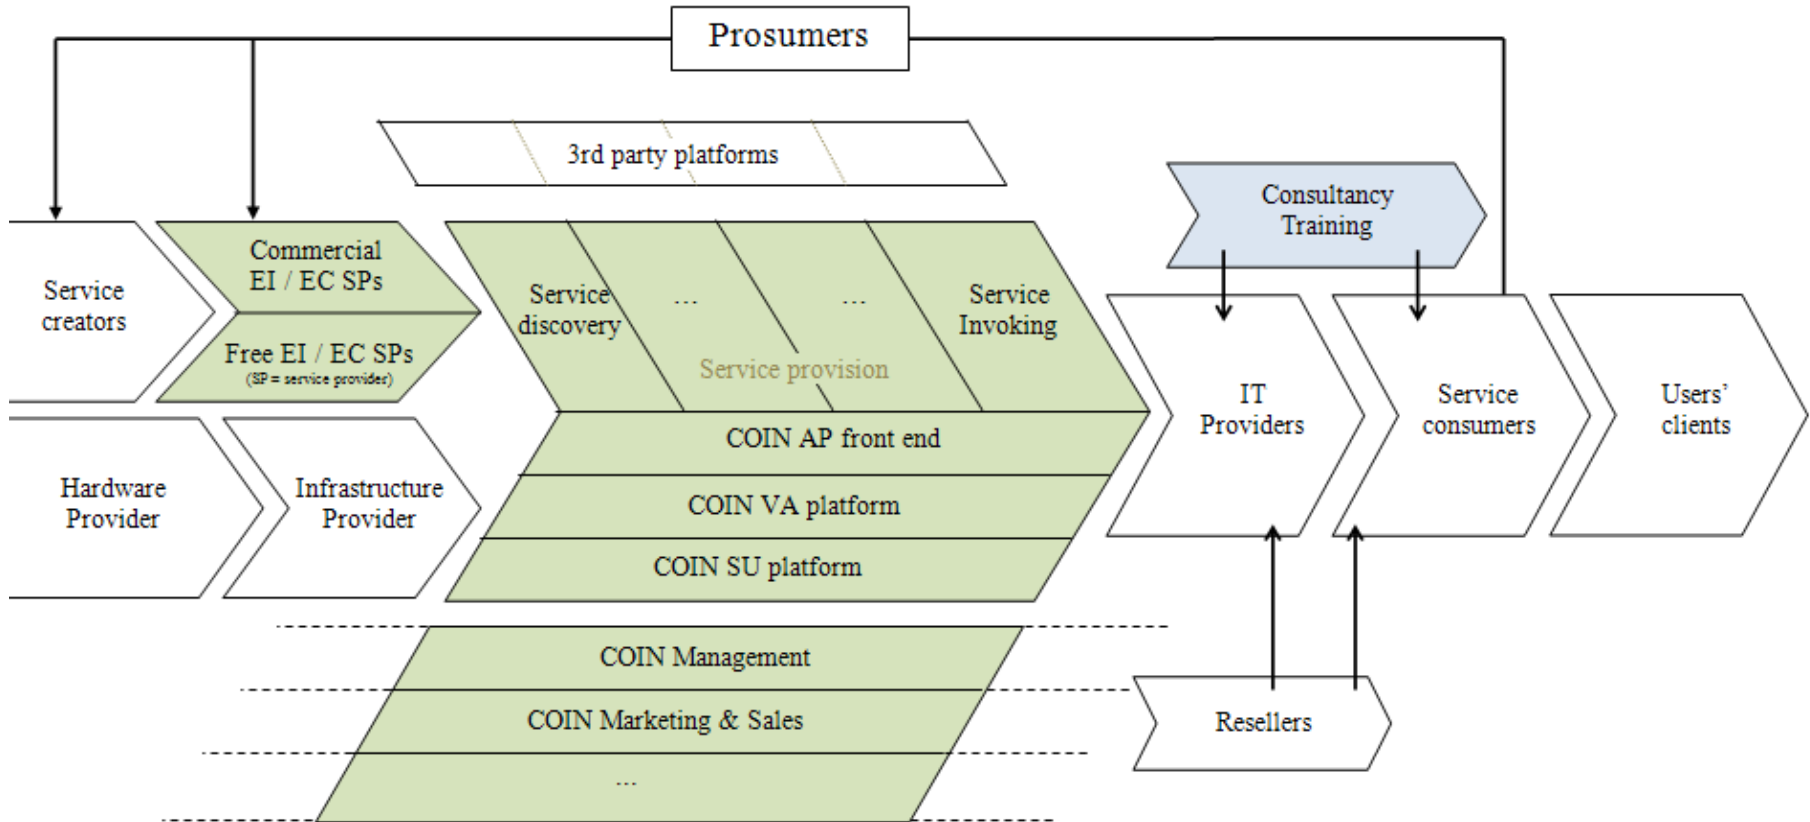 Prosumers
3rd party platforms
Consultancy
Training
Service
creators
Commercial
EI / EC SPs
Free EI / EC SPs
(SP = service provider)
Service
discovery
...
...
Service
Invoking
Service provision
IT
Providers
Service
consumers
Users'
clients
Hardware
Provider
Infrastructure
Provider
COIN AP front end
COIN VA platform
COIN SU platform
COIN Management
COIN Marketing & Sales
...
Resellers